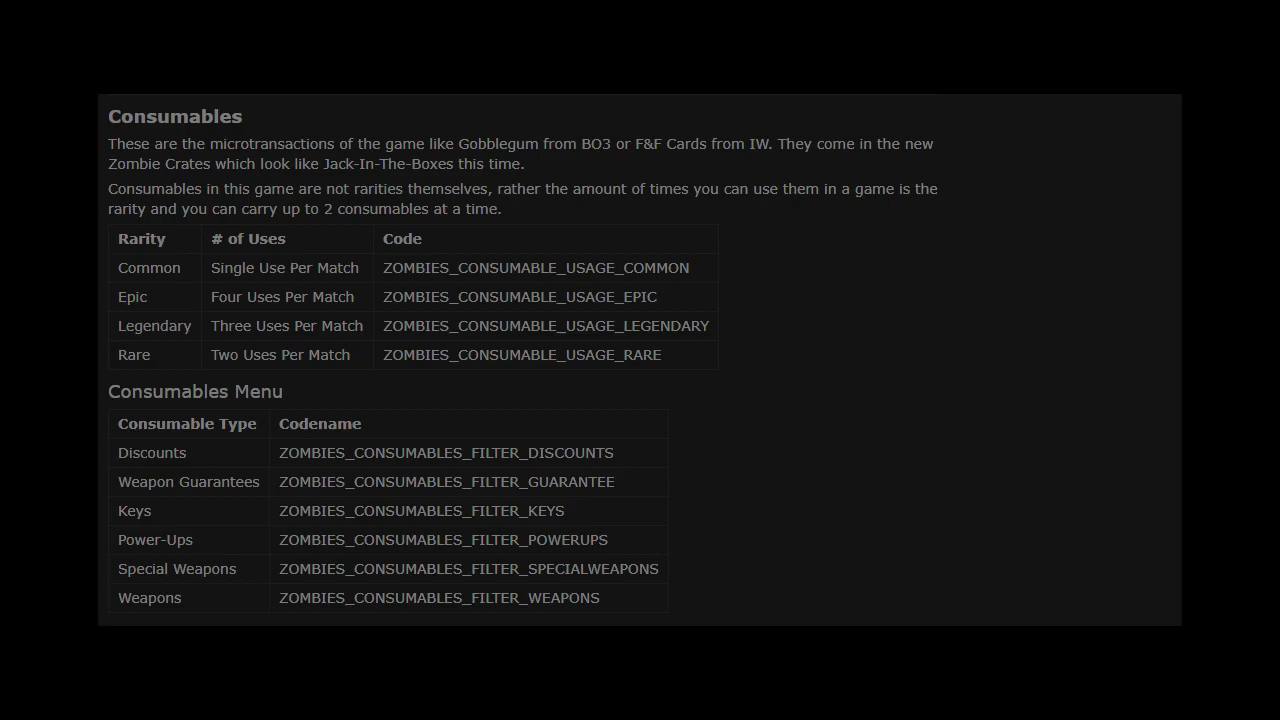 Consumables
These are the microtransactions of the game like Gobblegum from BO3 or F&F Cards from IW. They come in the new
Zombie Crates which look like Jack-In-The-Boxes this time.
Consumables in this game are not rarities themselves, rather the amount of times you can use them in a game is the
rarity and you can carry up to 2 consumables at a time.
Rarity # of Uses Code
Common Single Use Per Match ZOMBIES_CONSUMABLE_USAGE_COMMON
Epic Four Uses Per Match ZOMBIES_CONSUMABLE_USAGE_EPIC
Legendary Three Uses Per Match ZOMBIES_CONSUMABLE_USAGE_LEGENDARY
Rare Two Uses Per Match ZOMBIES_CONSUMABLE_USAGE_RARE
Consumables Menu
Consumable Type Codename
Discounts ZOMBIES_CONSUMABLES_FILTER_DISCOUNTS
Weapon Guarantees ZOMBIES_CONSUMABLES_FILTER_GUARANTEE
Keys ZOMBIES_CONSUMABLES_FILTER_KEYS
Power-Ups ZOMBIES_CONSUMABLES_FILTER_POWERUPS
Special Weapons ZOMBIES_CONSUMABLES_FILTER_SPECIALWEAPONS
Weapons ZOMBIES_CONSUMABLES_FILTER_WEAPONS